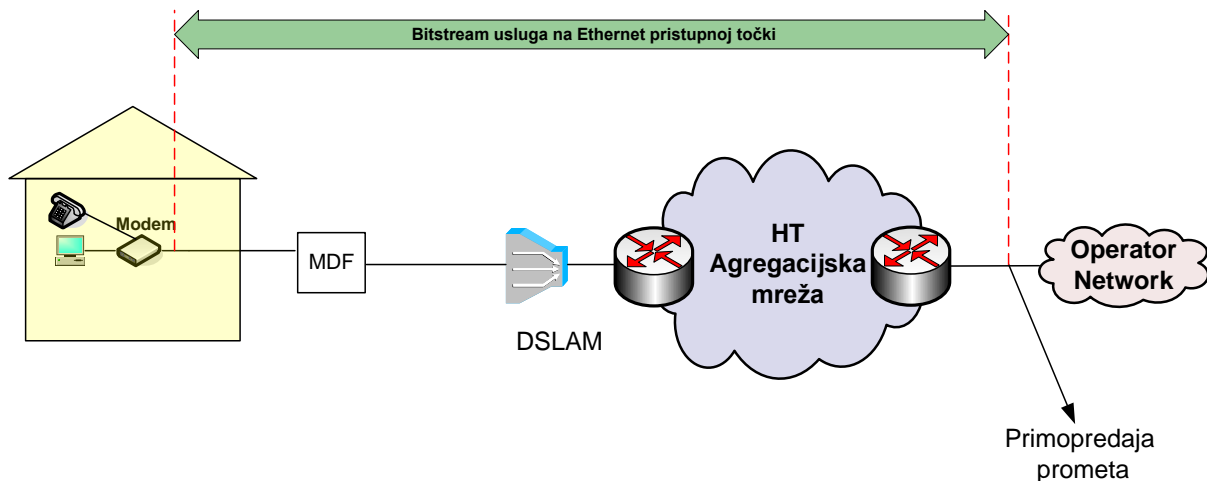 Bitstream usluga na Ethernet pristupnoj točki
Modem
MDF
DSLAM
HT
Agregacijska
mreža
Operator
Network
Primopredaja
prometa